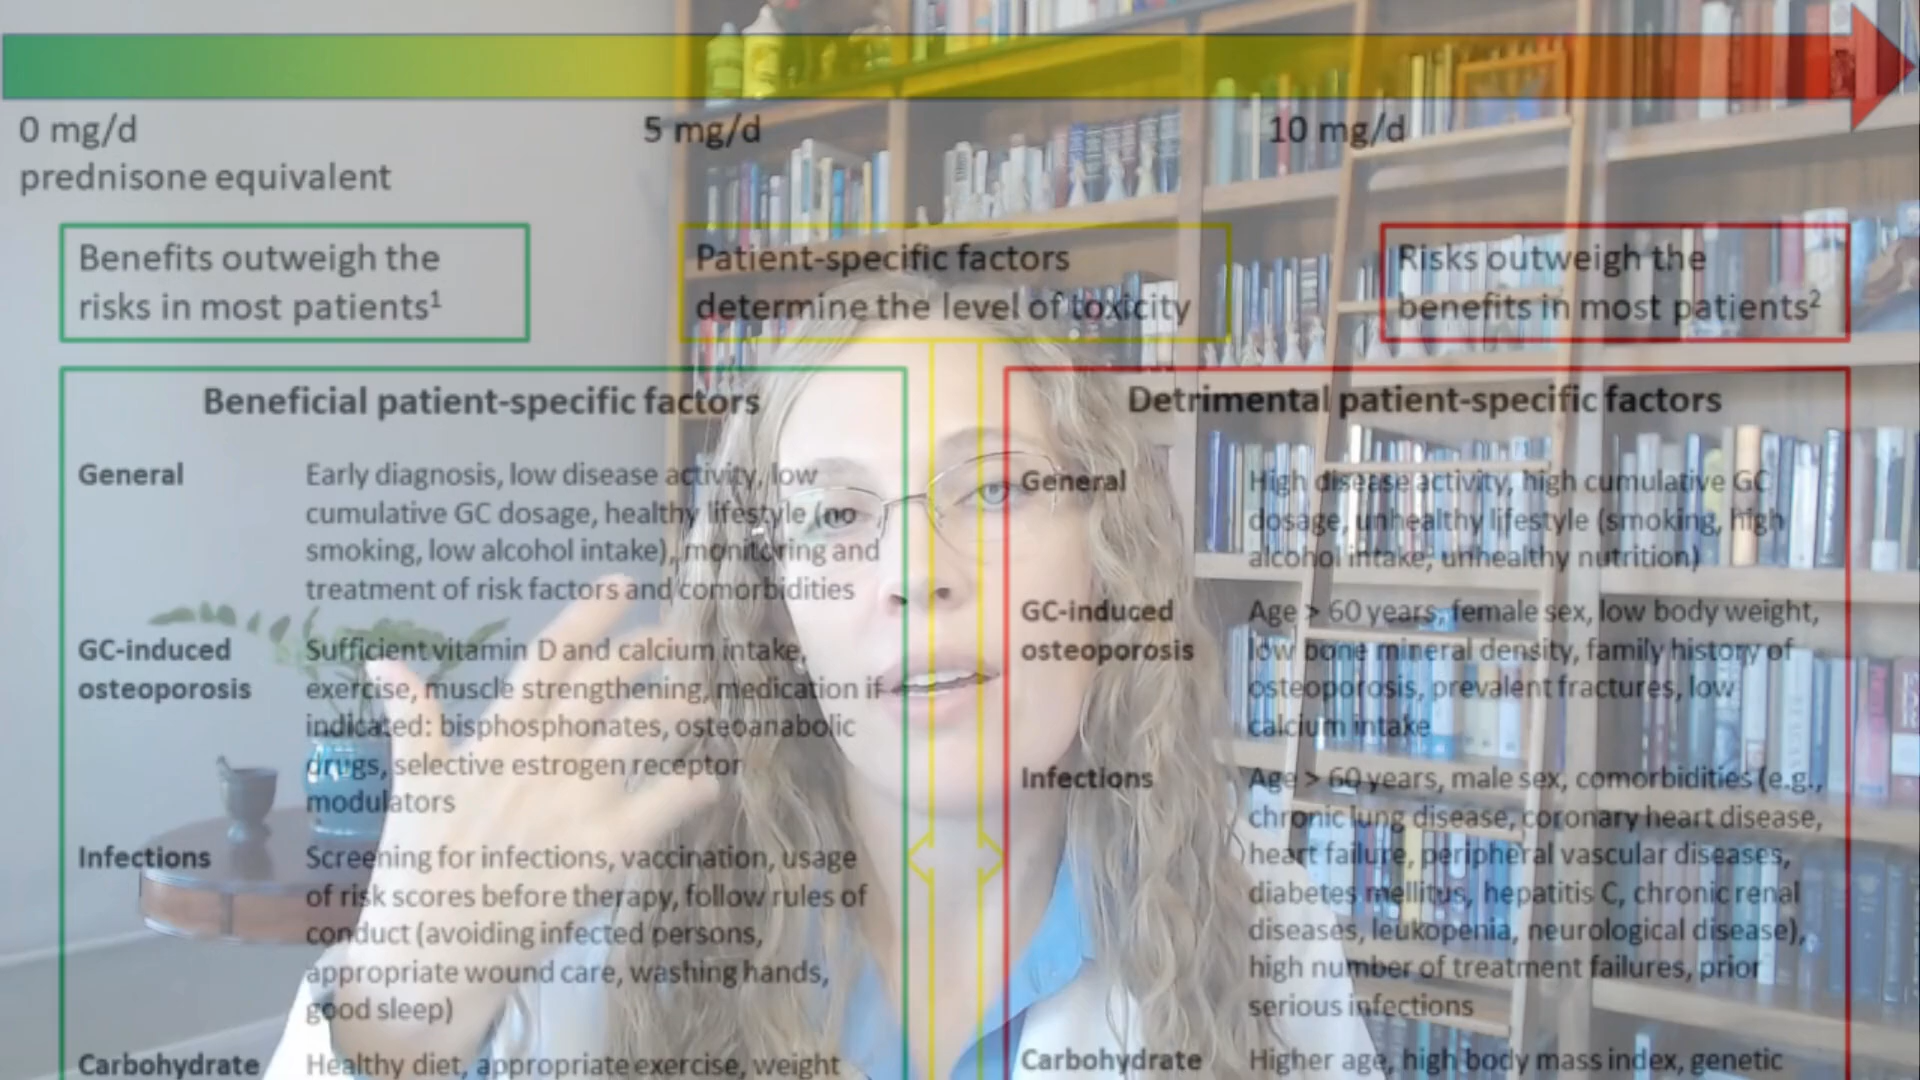 0 mg/d
prednisone equivalent
5 mg/d
10 mg/d
Benefits outweigh the
risks in most patients¹
Patient-specific factors
determine the level of toxicity
Risks outweigh the
benefits in most patients²
Beneficial patient-specific factors
General
Early diagnosis, low disease activity, low
cumulative GC dosage, healthy lifestyle (no
smoking, low alcohol intake), monitoring and
treatment of risk factors and comorbidities
GC-induced
osteoporosis
Sufficient vitamin D and calcium intake,
exercise, muscle strengthening, medication if
indicated: bisphosphonates, osteoanabolic
drugs, selective estrogen receptor
modulators
Infections
Screening for infections, vaccination, usage
of risk scores before therapy, follow rules of
conduct (avoiding infected persons,
appropriate wound care, washing hands,
good sleep)
Carbohydrate
Healthy diet, appropriate exercise, weight
Detrimental patient-specific factors
General
High disease activity, high cumulative GC
dosage, unhealthy lifestyle (smoking, high
alcohol intake, unhealthy nutrition)
GC-induced
osteoporosis
Age > 60 years, female sex, low body weight,
low bone mineral density, family history of
osteoporosis, prevalent fractures, low
calcium intake
Infections
Age > 60 years, male sex, comorbidities (e.g.,
chronic lung disease, coronary heart disease,
heart failure, peripheral vascular diseases,
diabetes mellitus, hepatitis C, chronic renal
diseases, leukopenia, neurological disease),
high number of treatment failures, prior
serious infections
Carbohydrate
Higher age, high body mass index, genetic